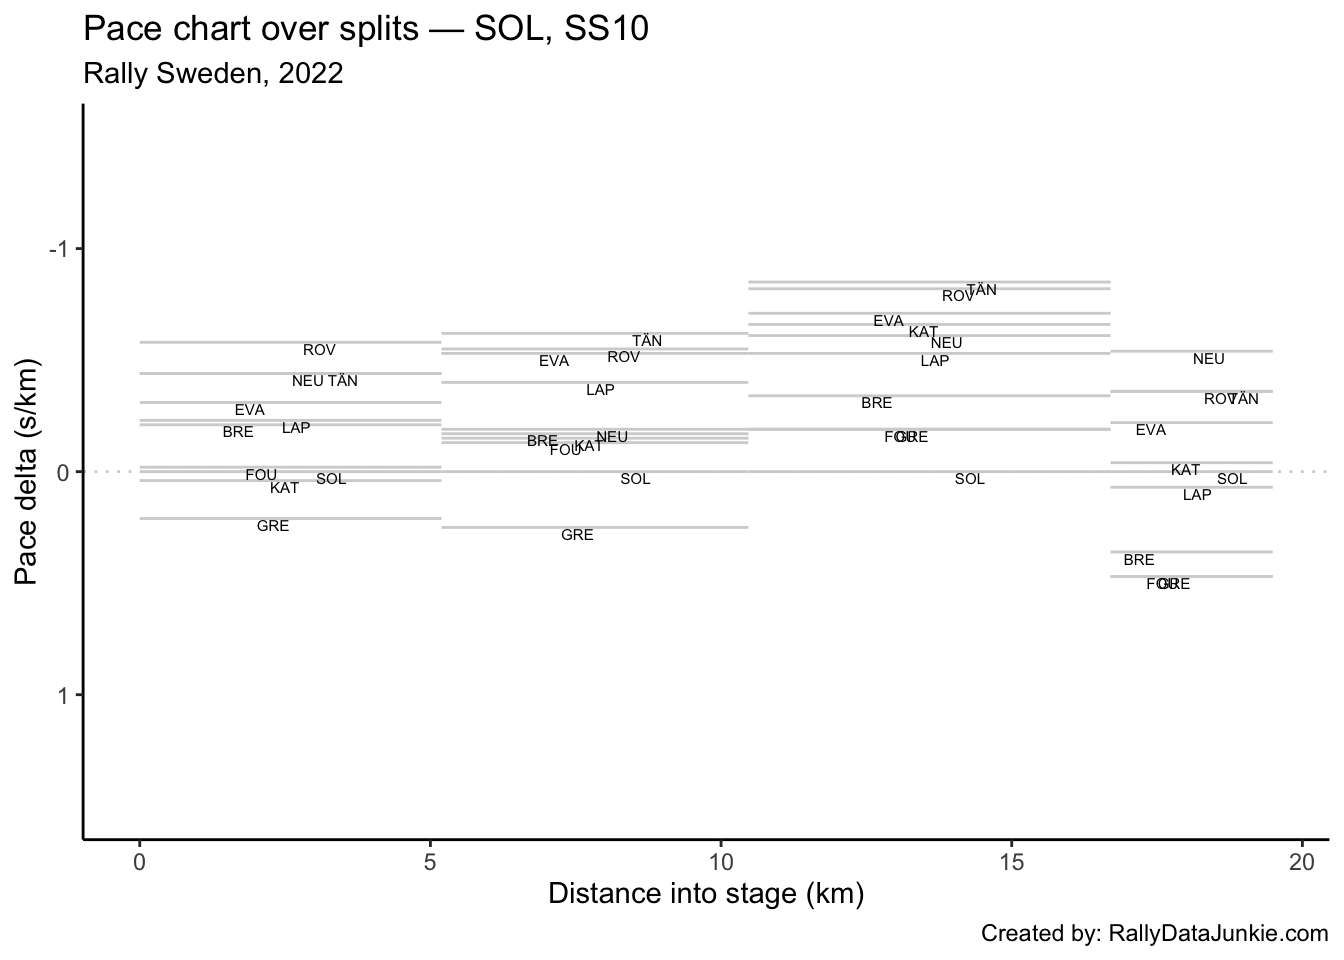 Pace chart over splits — SOL, SS10
Rally Sweden, 2022
Pace delta (s/km)
-1
0
1
ROV
NEU TÄN
EVA
LAP
BRE
FOU
SOL
KAT
GRE
TÄN
ROV
EVA
LAP
NEU
BRE
KAT
FOU
SOL
GRE
TÄN
ROV
EVA
KAT
NEU
LAP
BRE
FOU GRE
SOL
NEU
ROV TÄN
EVA
KAT
SOL
LAP
BRE
FOU GRE
0 5 10 15 20
Distance into stage (km)
Created by: RallyDataJunkie.com